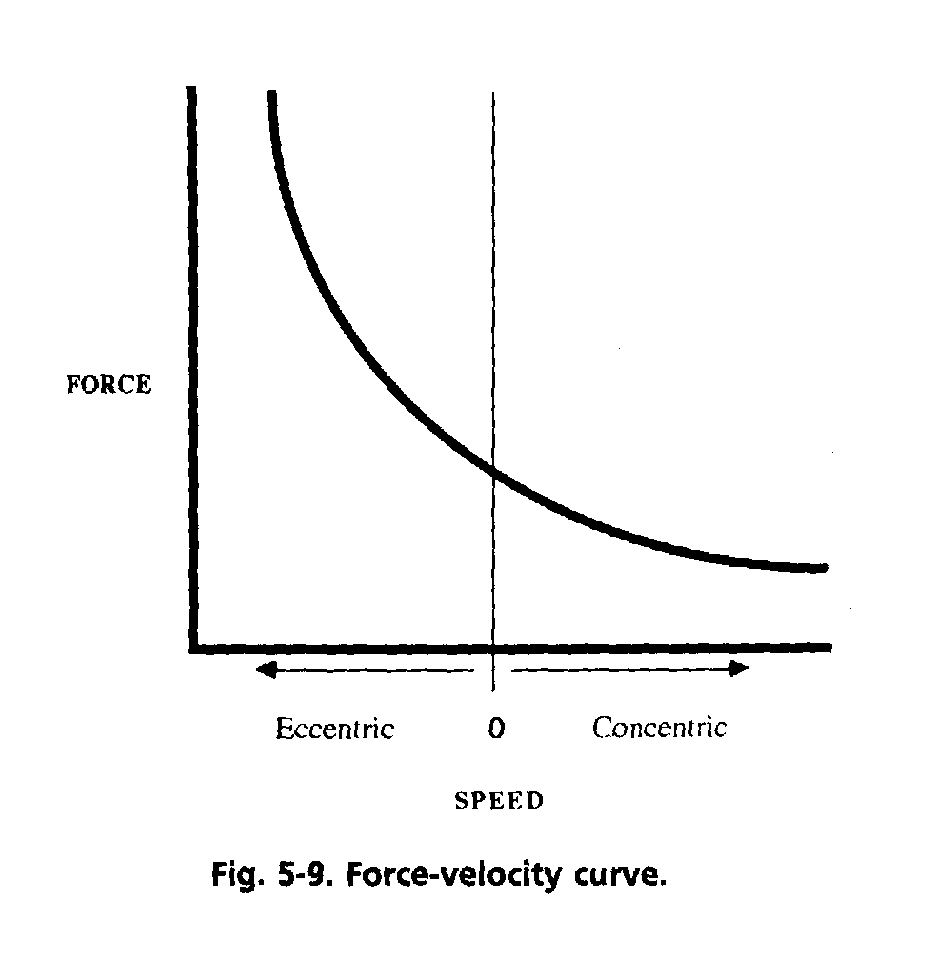 FORCE
Eccentric 0 Concentric
SPEED
Fig. 5-9. Force-velocity curve.